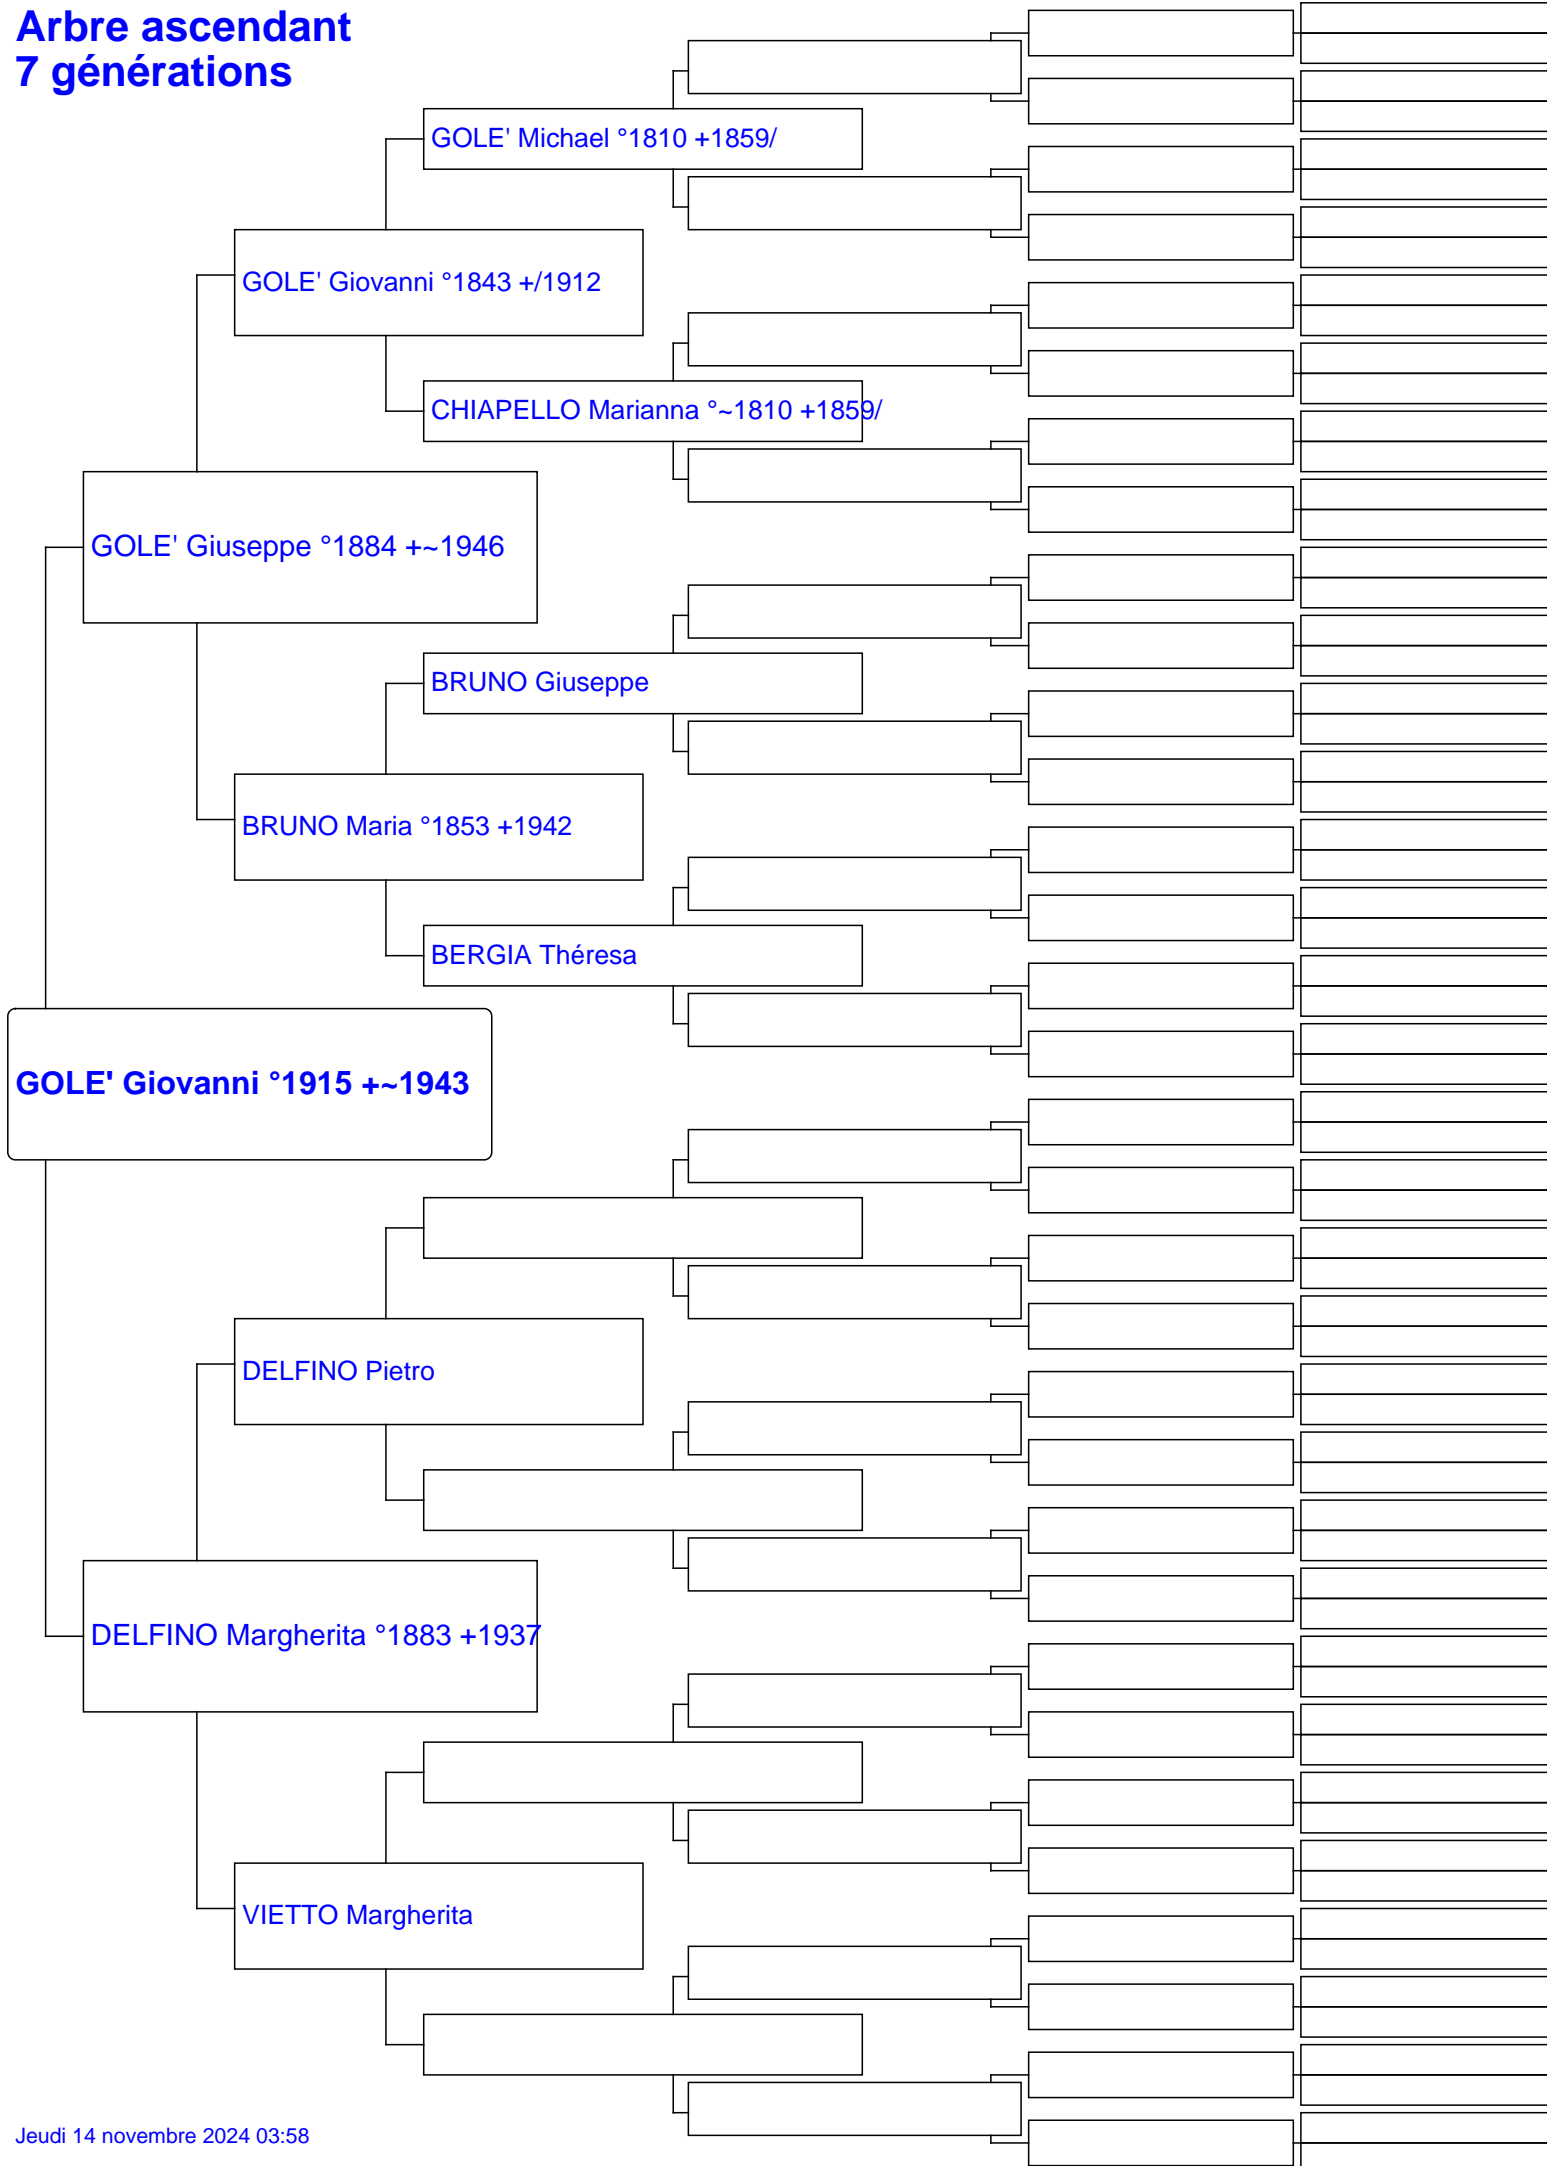 Arbre ascendant
7 générations
GOLE' Michael °1810 +1859/
GOLE' Giovanni °1843 +/1912
CHIAPELLO Marianna °~1810 +1859/
GOLE' Giuseppe °1884 +~1946
BRUNO Giuseppe
BRUNO Maria °1853 +1942
BERGIA Théresa
GOLE' Giovanni °1915 +~1943
DELFINO Pietro
DELFINO Margherita °1883 +1937
VIETTO Margherita
Jeudi 14 novembre 2024 03:58